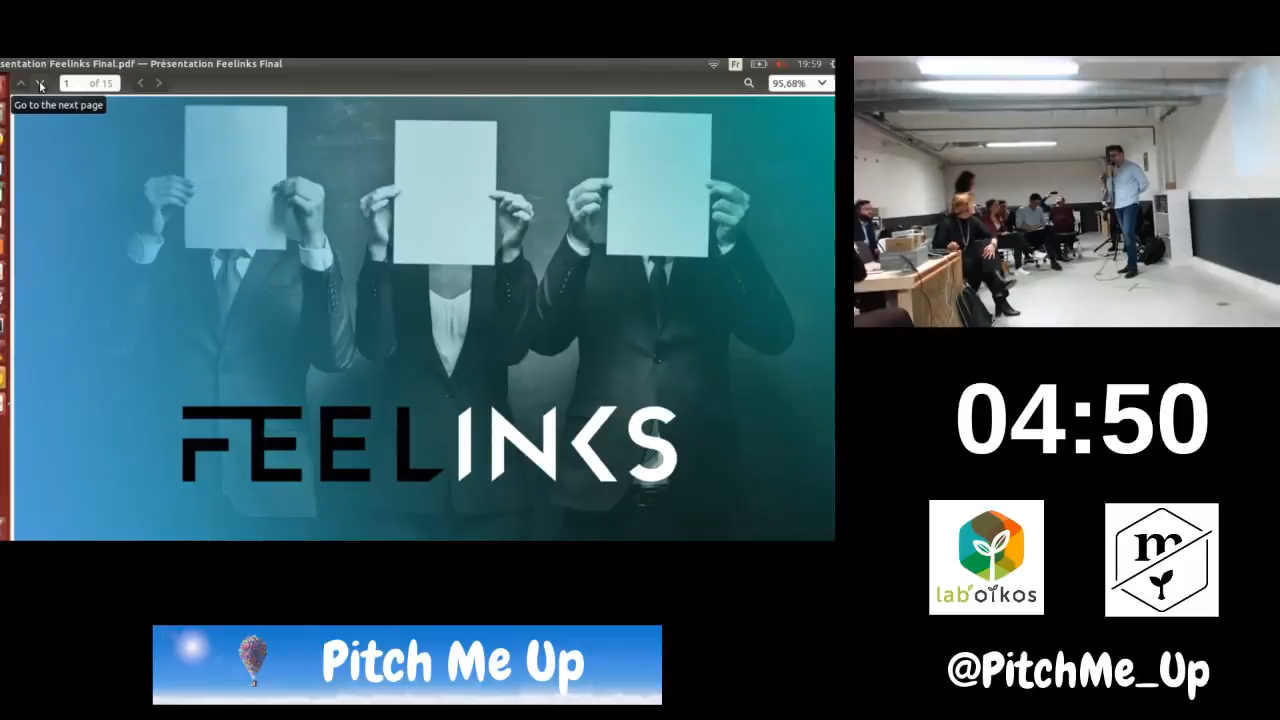 sentation Feelinks Final.pdf — Présentation Feelinks Final
Fr
19:59
1 of 15
95,68%
Go to the next page
FEELINKS
04:50
lab'oïkos
m
Pitch Me Up
@PitchMe_Up